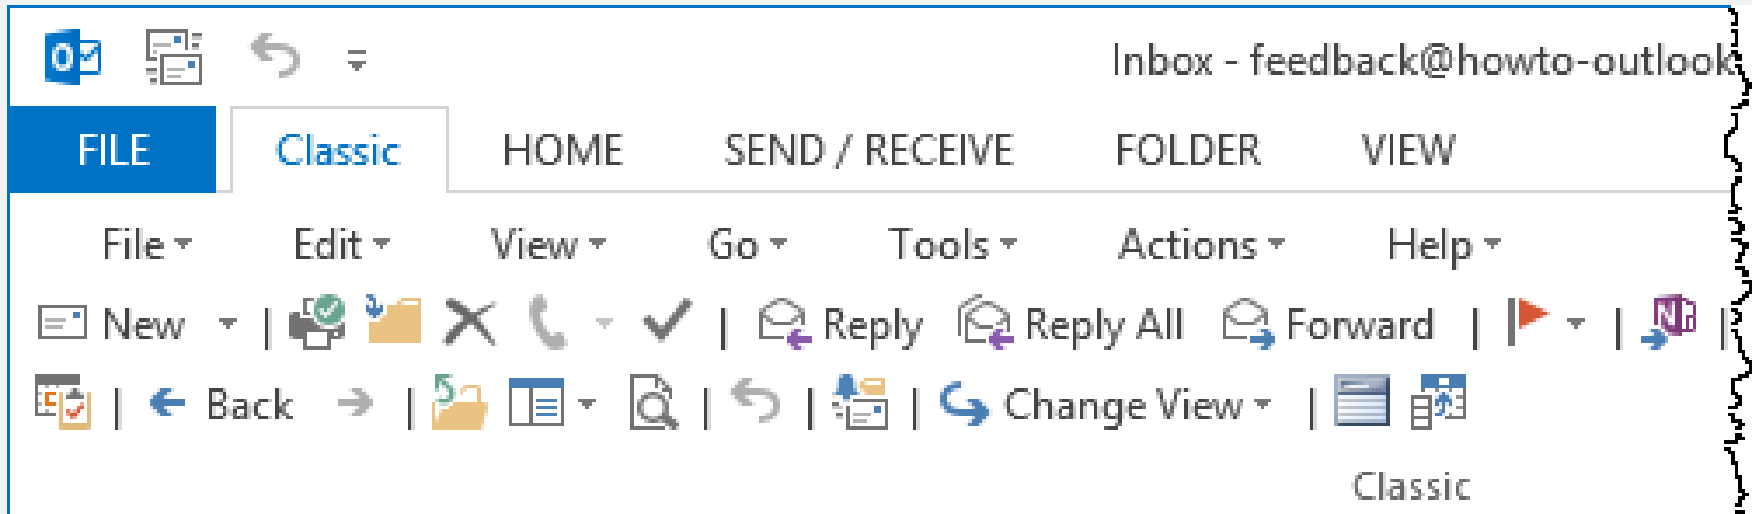 Inbox - feedback@howto-outlook
FILE Classic HOME SEND / RECEIVE FOLDER VIEW
File Edit View Go Tools Actions Help
New | | Reply Reply All Forward | | |
| Back | | | | Change View |
Classic